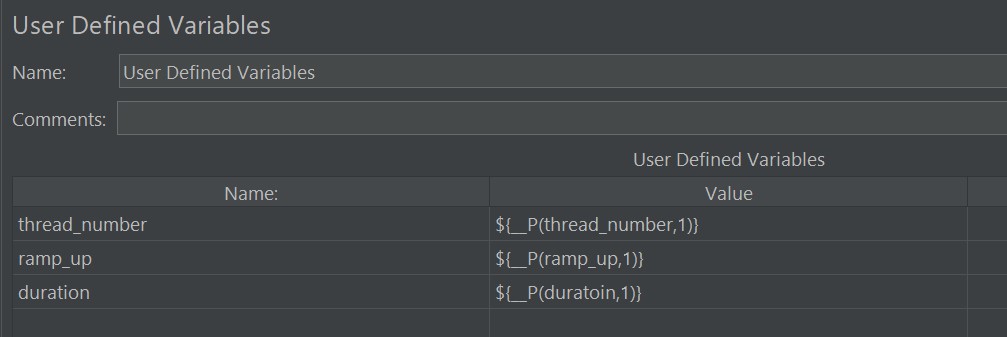 User Defined Variables
Name: User Defined Variables
Comments:
User Defined Variables
Name: Value
thread_number ${__P(thread_number,1)}
ramp_up ${__P(ramp_up,1)}
duration ${__P(duratoin,1)}